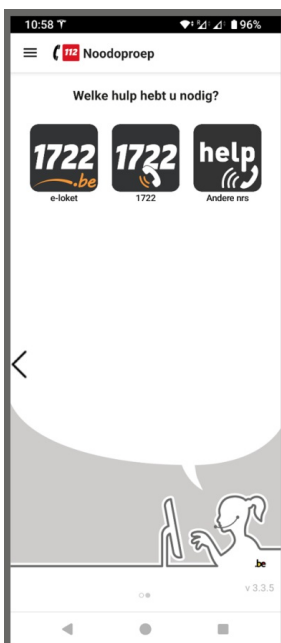 10:58
96%
112 Noodoproep
Welke hulp hebt u nodig?
1722
.be
1722
help
e-loket
1722
Andere nrs
.be
v 3.3.5